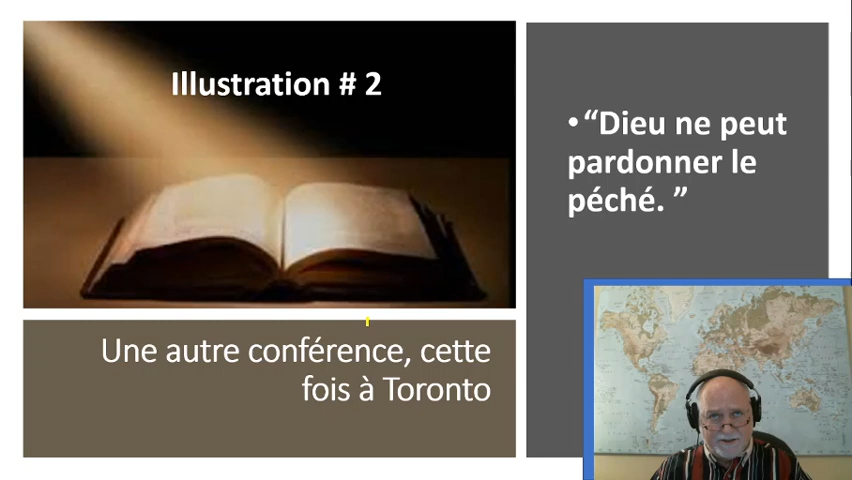 Illustration # 2
•“Dieu ne peut
pardonner le
péché. ”
Une autre conférence, cette
fois à Toronto